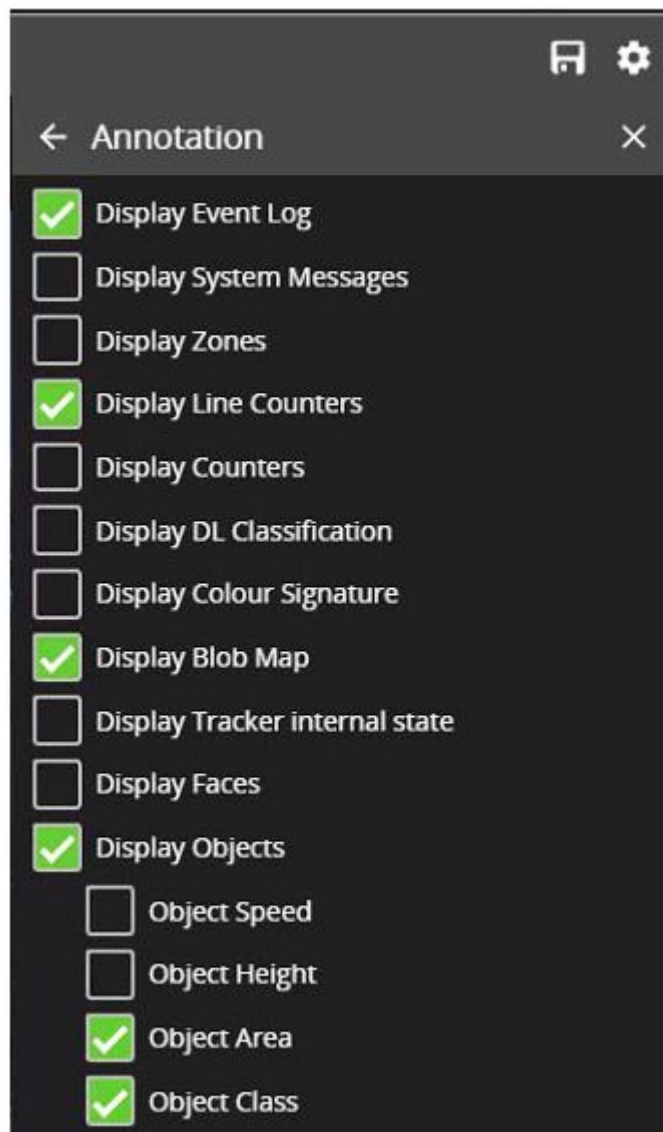 Annotation
Display Event Log
Display System Messages
Display Zones
Display Line Counters
Display Counters
Display DL Classification
Display Colour Signature
Display Blob Map
Display Tracker internal state
Display Faces
Display Objects
Object Speed
Object Height
Object Area
Object Class